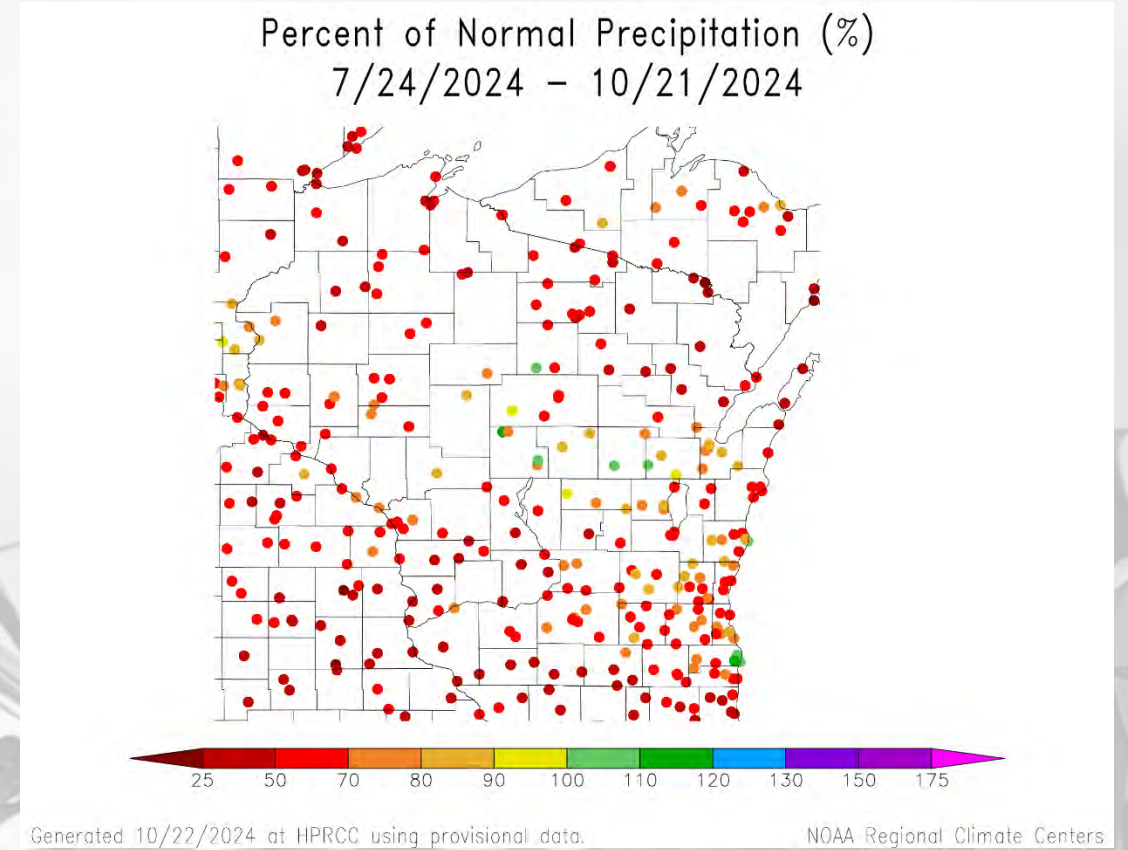 Percent of Normal Precipitation (%)
7/24/2024 – 10/21/2024
25 50 70 80 90 100 110 120 130 150 175
Generated 10/22/2024 at HPRCC using provisional data. NOAA Regional Climate Centers